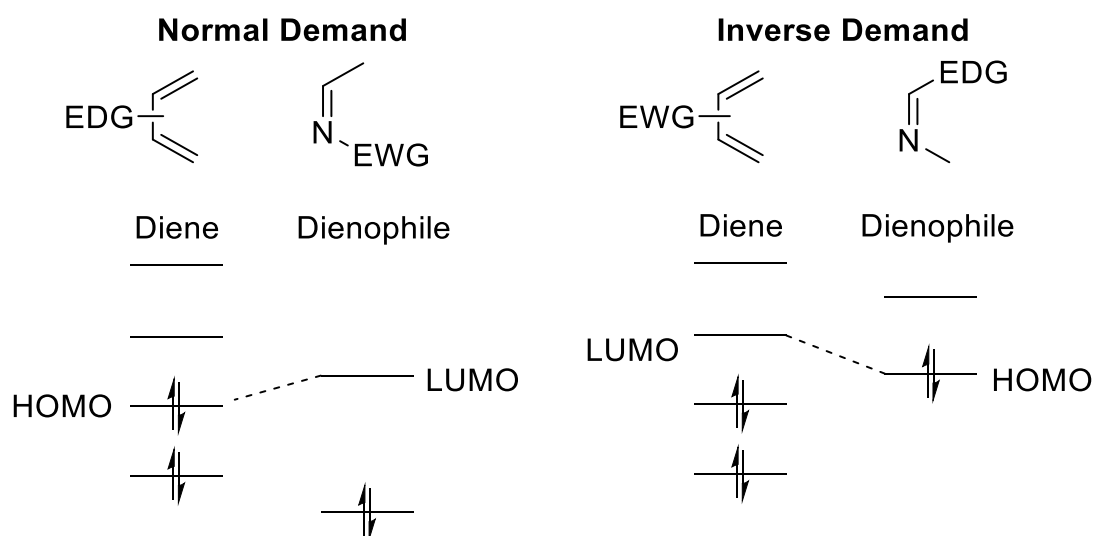 Normal Demand
EDG
N
EWG
Diene
Dienophile
HOMO
LUMO
Inverse Demand
EWG
EDG
N
Diene
Dienophile
LUMO
HOMO